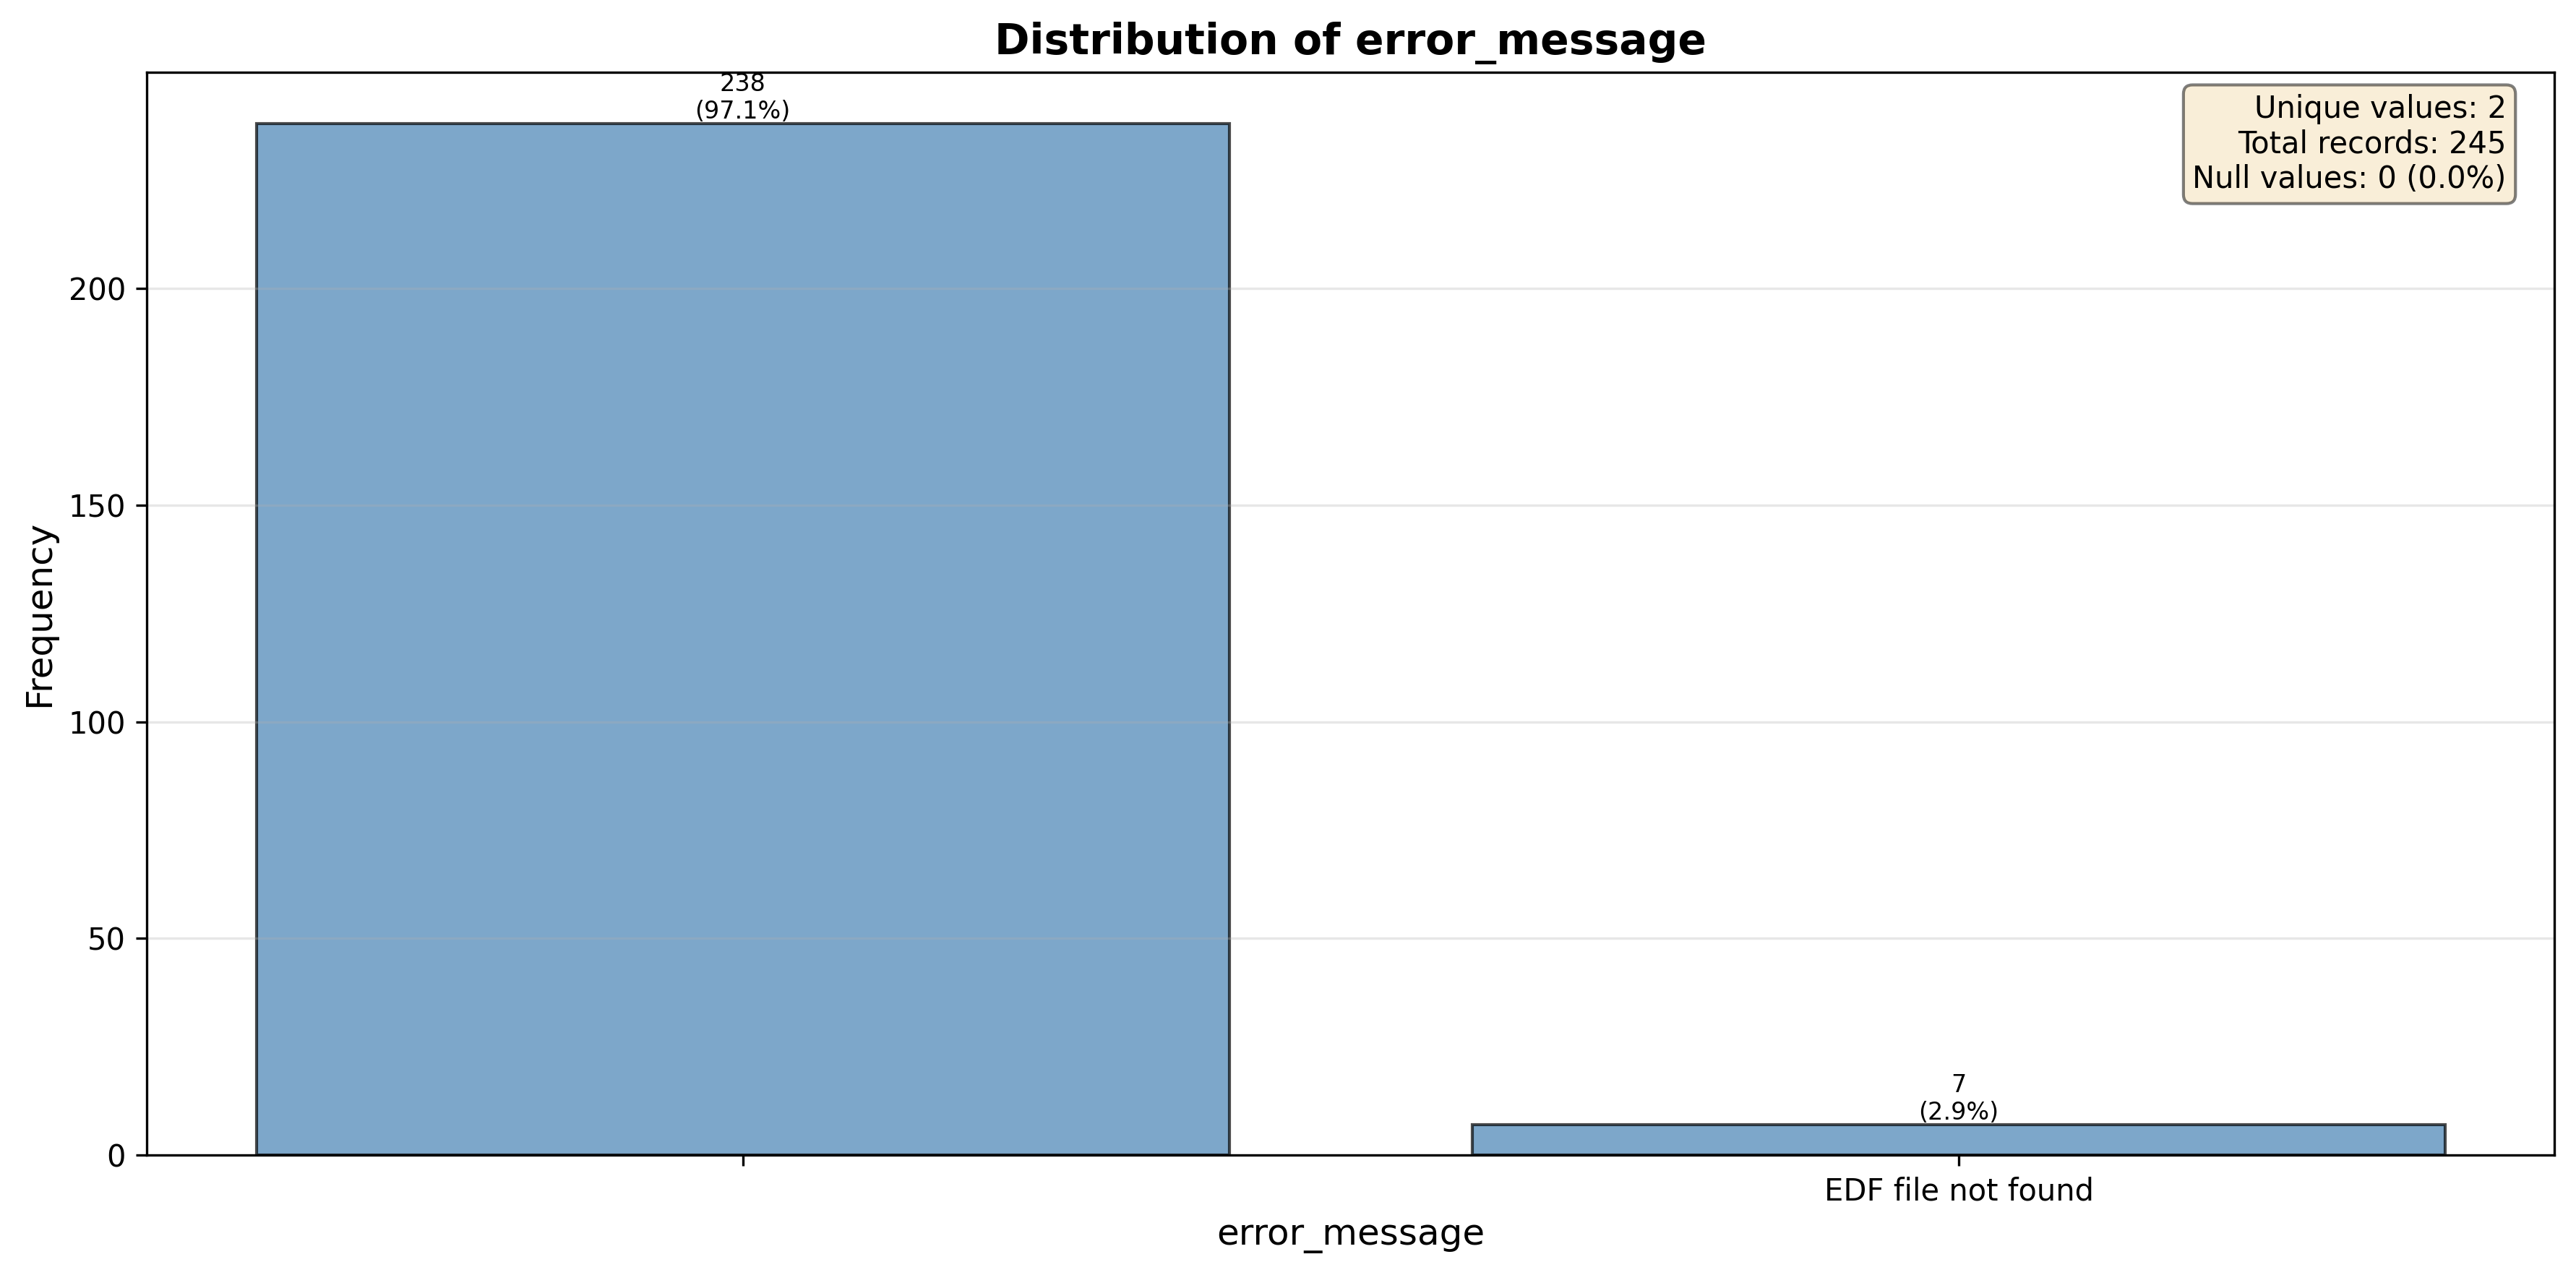 Distribution of error_message
238
(97.1%)
Unique values: 2
Total records: 245
Null values: 0 (0.0%)
200
150
100
50
0
Frequency
7
(2.9%)
EDF file not found
error_message